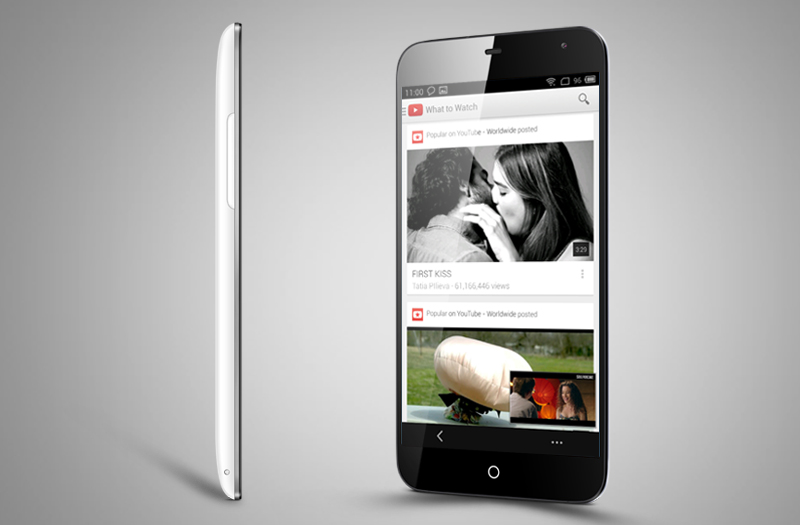 11:00
96
What to Watch
Popular on YouTube - Worldwide posted
3:29
FIRST KISS
Tatia Pilieva - 61,166,446 views
Popular on YouTube - Worldwide posted